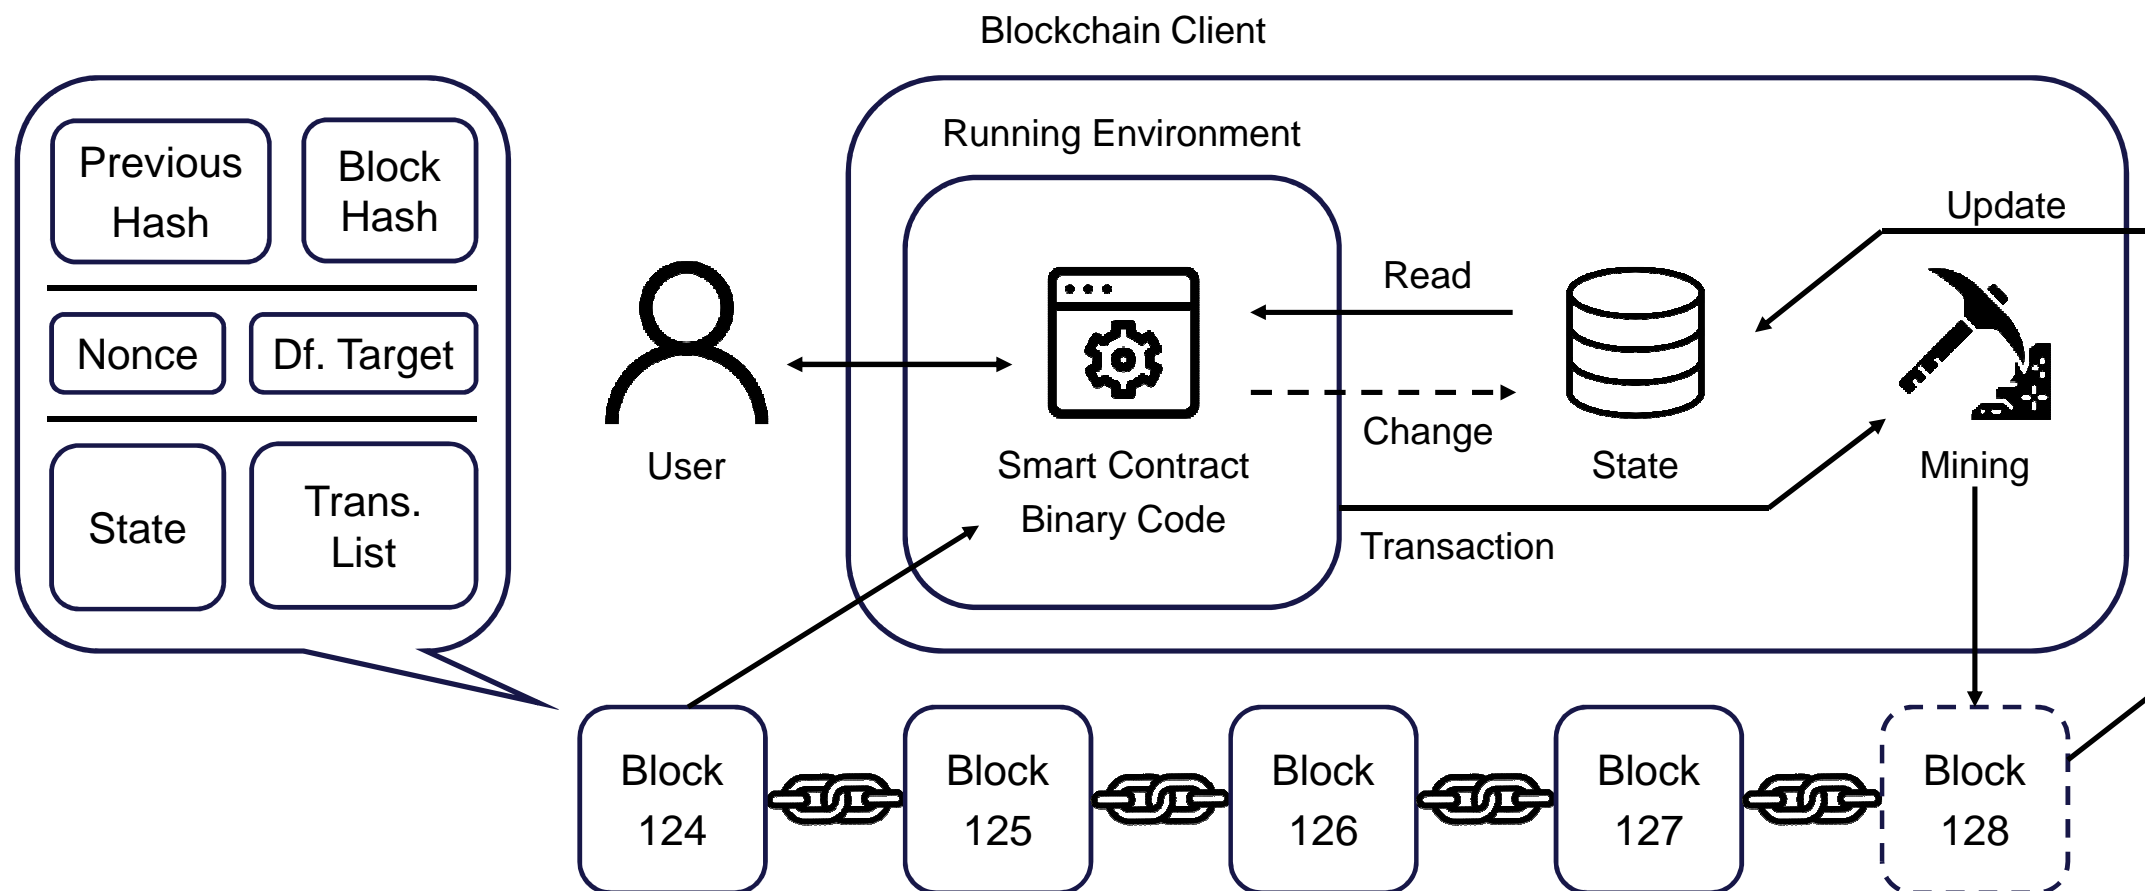 Blockchain Client
Previous
Hash
Block
Hash
Nonce
Df. Target
State
Trans.
List
Running Environment
User
Smart Contract
Binary Code
Read
Change
State
Update
Mining
Transaction
Block
124
Block
125
Block
126
Block
127
Block
128